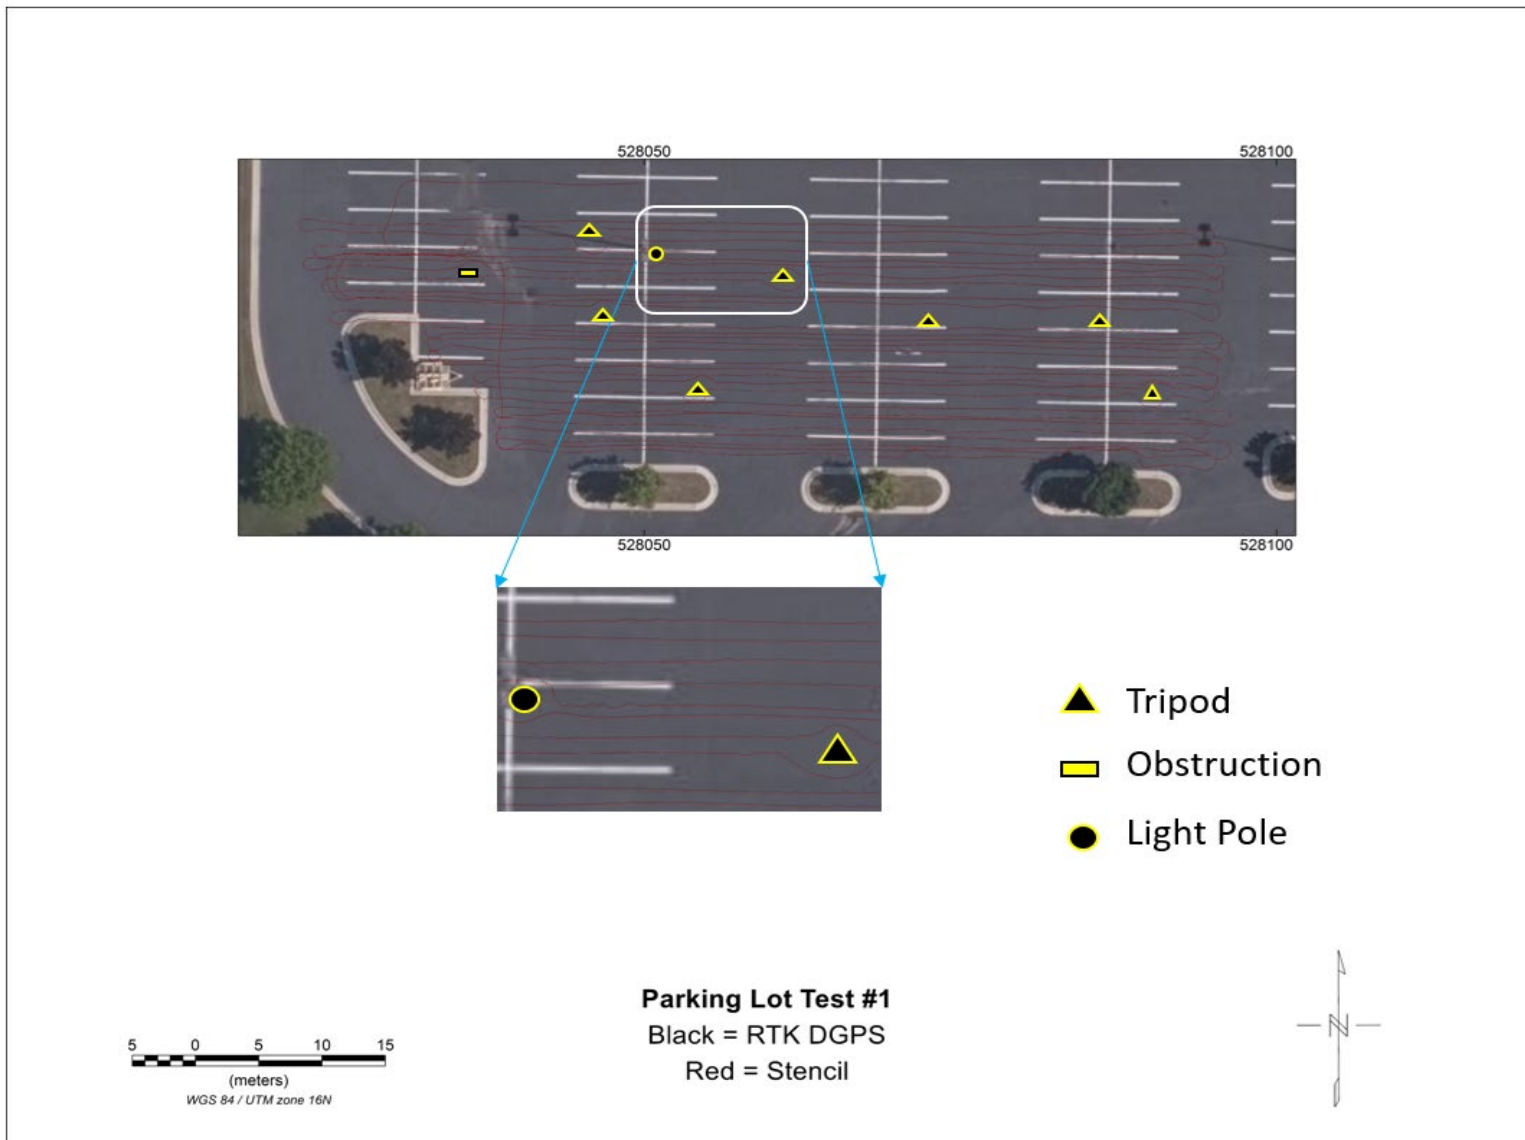 528050
528100
528050
528100
Tripod
Obstruction
Light Pole
Parking Lot Test #1
Black = RTK DGPS
Red = Stencil
5 0 5 10 15
(meters)
WGS 84 / UTM zone 16N
N